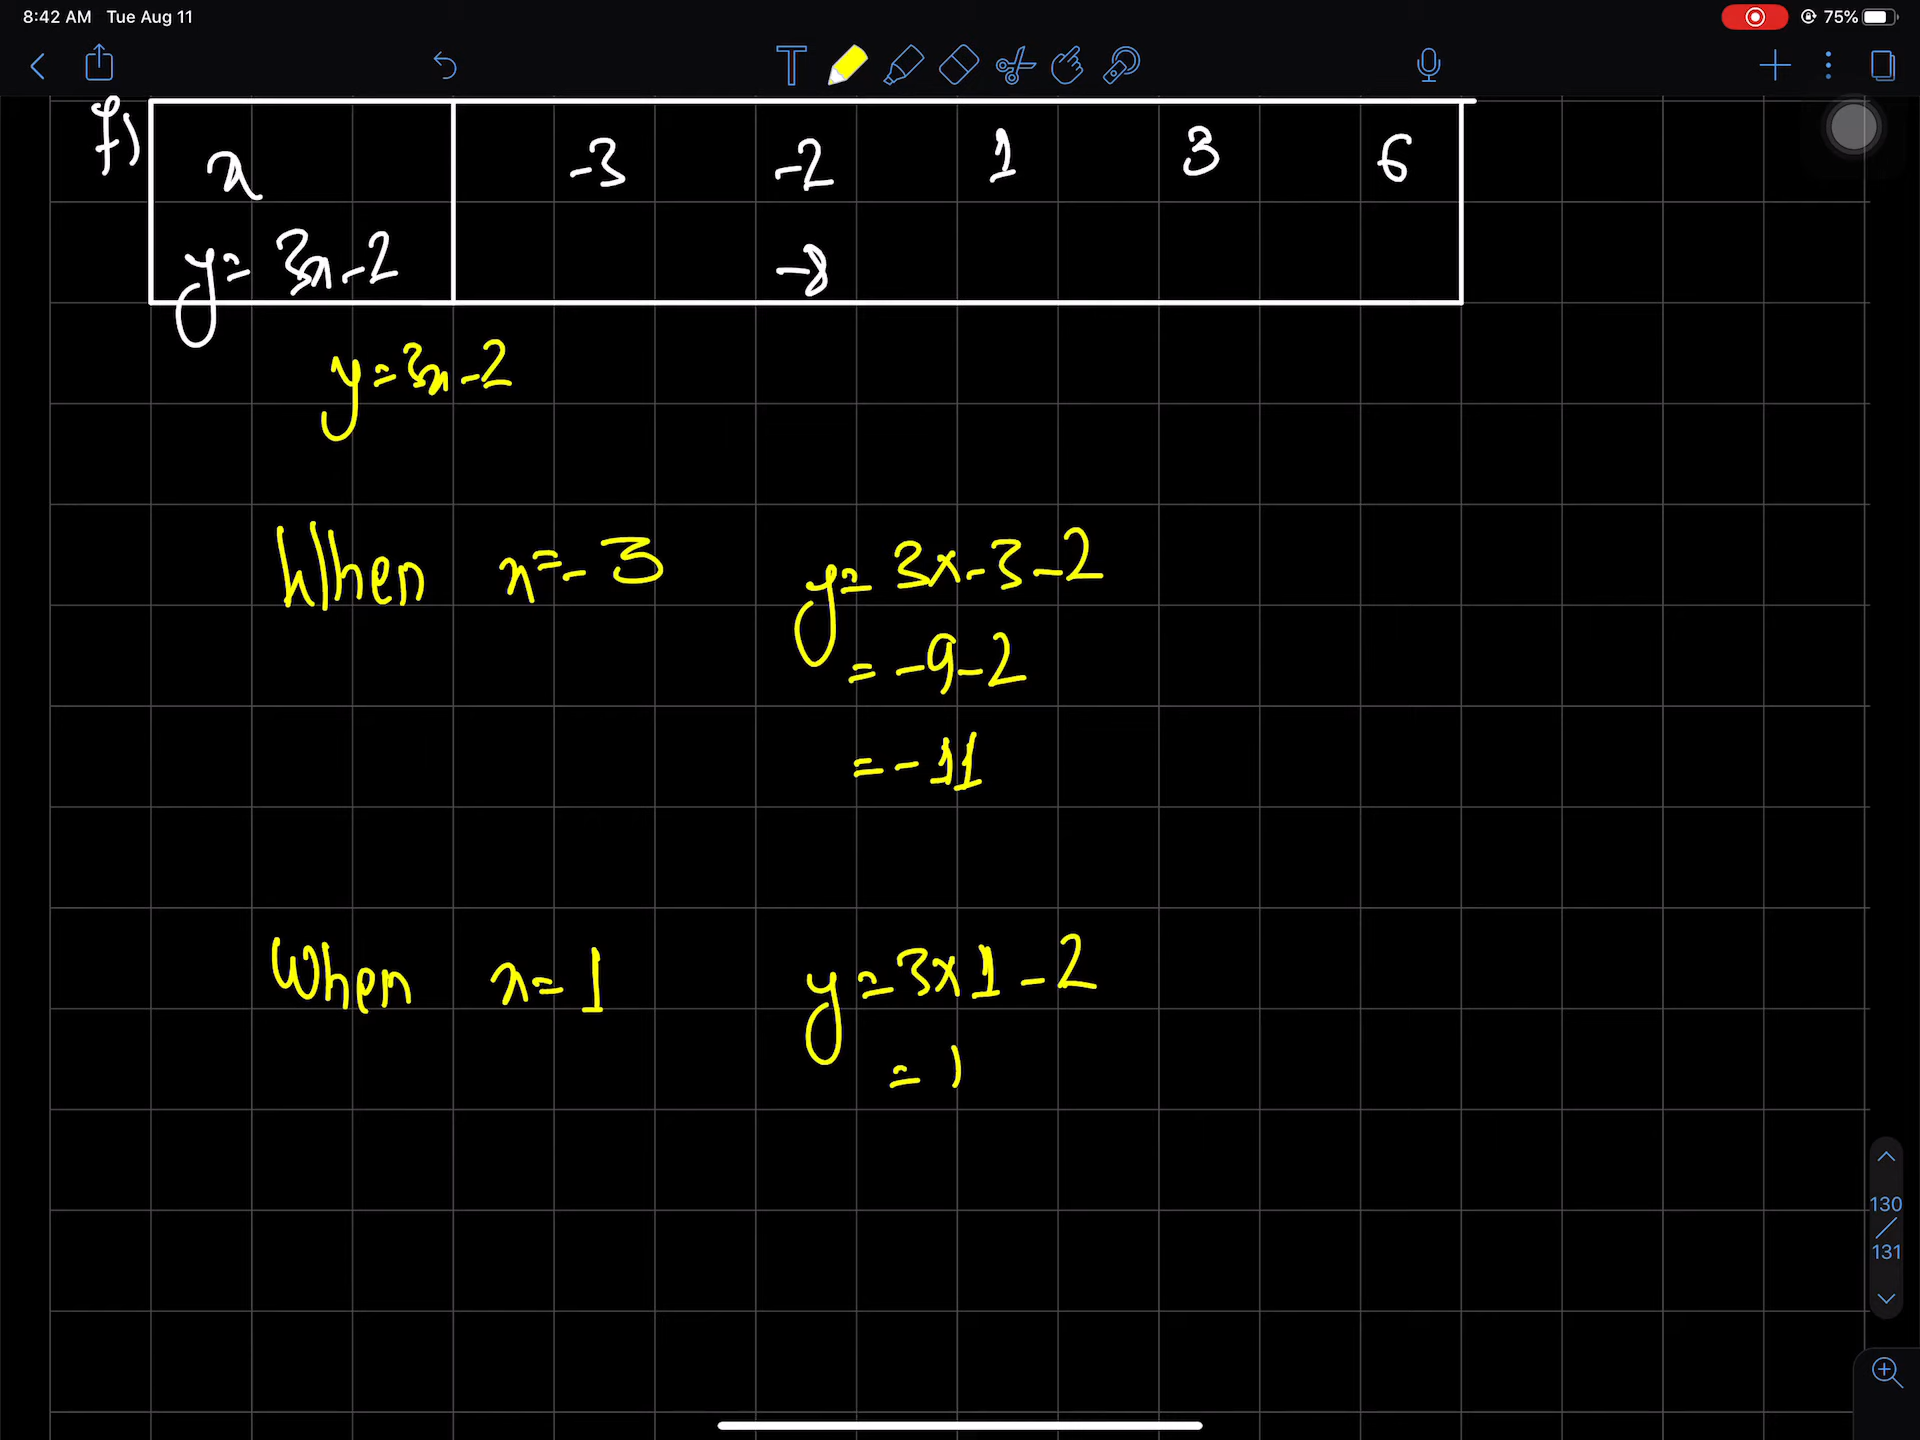 8:42 AM Tue Aug 11
75%
f) x -3 -2 1 3 6
y= 3x-2 -8
y=3x-2
When x=-3 y= 3x-3-2
= -9-2
=-11
When x=1 y=3x1-2
= 1
130
131